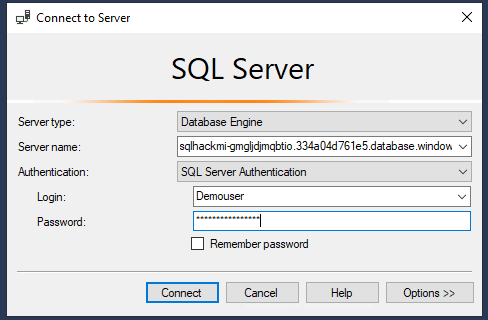 Connect to Server
SQL Server
Server type: Database Engine
Server name: sqlhackmi-gmgljdjmqbtio.334a04d761e5.database.window
Authentication: SQL Server Authentication
Login: Demouser
Password: ****************
Remember password
Connect Cancel Help Options >>